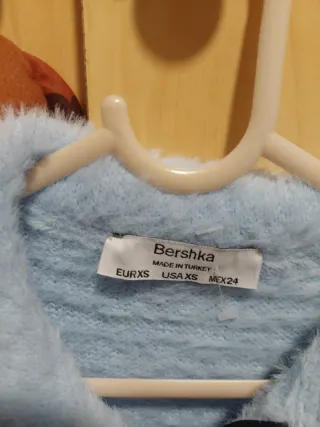 Bershka
MADE IN TURKEY
EUR XS USA XS MEX 24